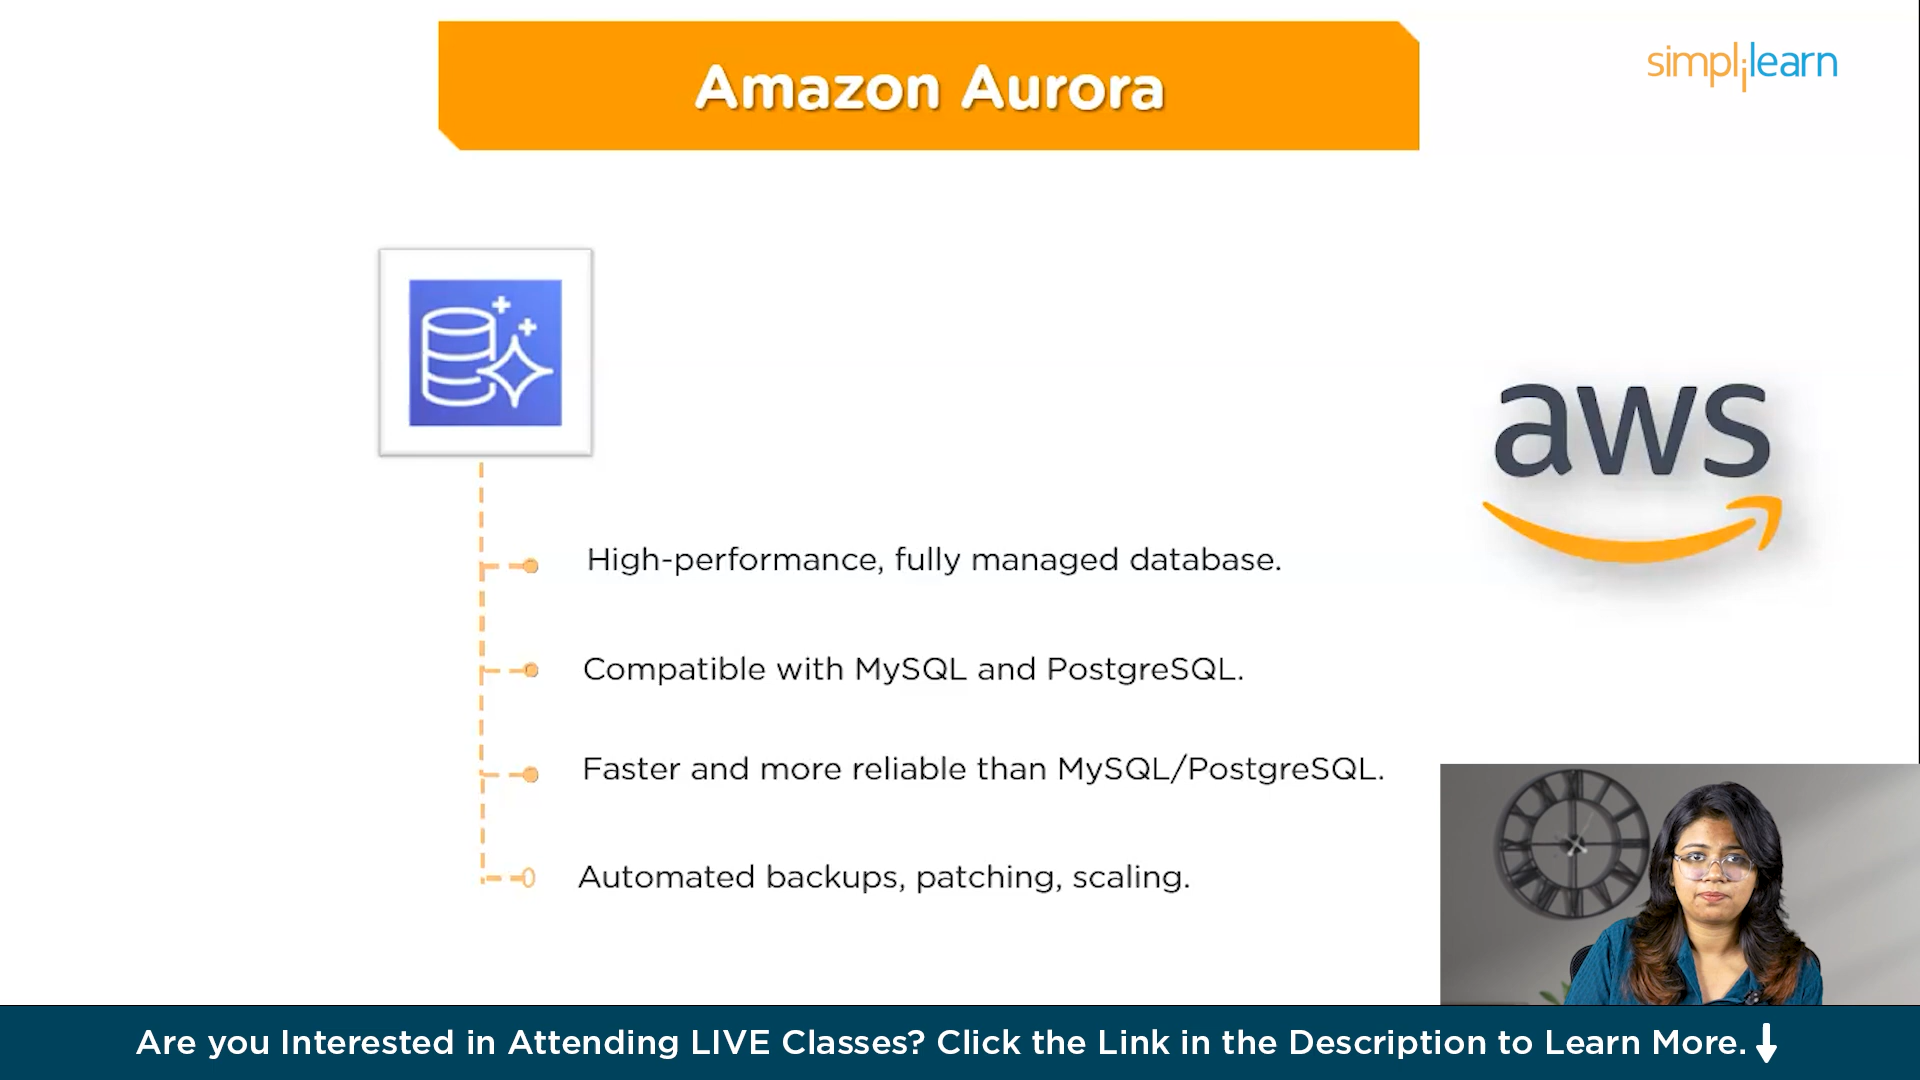 Amazon Aurora
simplilearn
aws
High-performance, fully managed database.
Compatible with MySQL and PostgreSQL.
Faster and more reliable than MySQL/PostgreSQL.
Automated backups, patching, scaling.
Are you Interested in Attending LIVE Classes? Click the Link in the Description to Learn More.